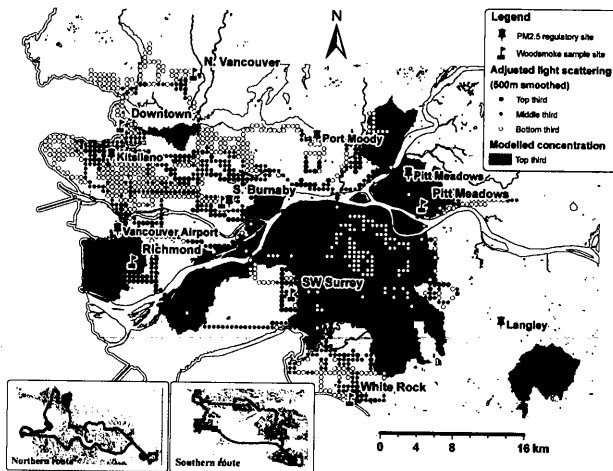 N
Legend
PM2.5 regulatory site
Woodsmoke sample site
Adjusted light scattering
(500m smoothed)
Top third
Middle third
Bottom third
Modelled concentration
Top third
N. Vancouver
Downtown
Port Moody
Kitsilano
Pitt Meadows
S. Burnaby
Pitt Meadows
Vancouver Airport
Richmond
SW Surrey
Langley
White Rock
Northern route
Southern route
0 4 8 16 km